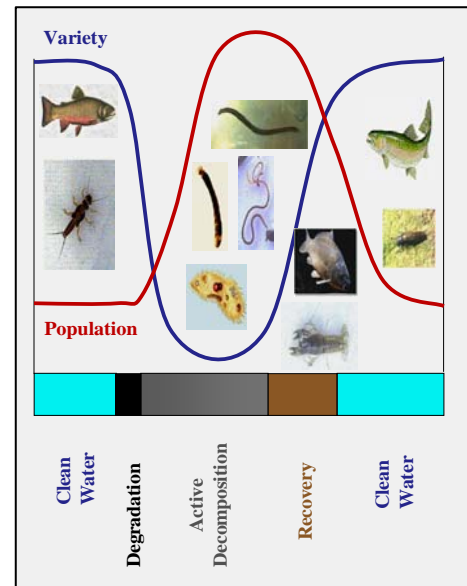 Variety
Population
Clean
Water
Degradation
Active
Decomposition
Recovery
Clean
Water